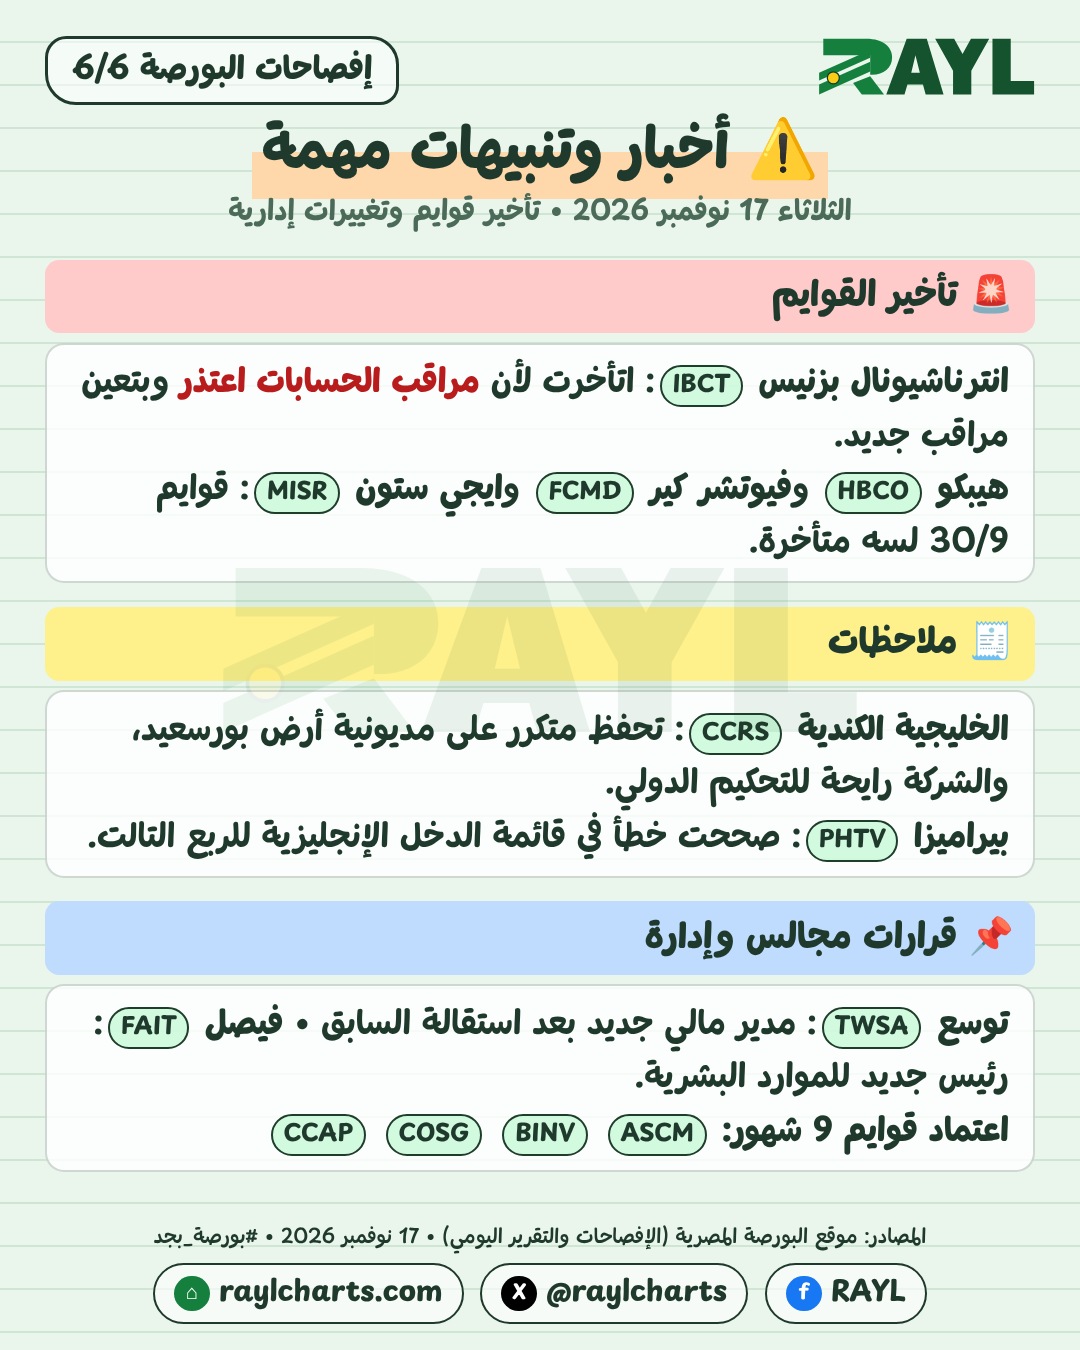 RAYL
إفصاحات البورصة 6/6
⚠️ أخبار وتنبيهات مهمة
الثلاثاء 17 نوفمبر 2026 • تأخير قوايم وتغييرات إدارية
🚨 تأخير القوايم
انترناشيونال بزنيس IBCT: اتأخرت لأن مراقب الحسابات اعتذر وبتعين
مراقب جديد.
هيبكو HBCO وفيوتشر كير FCMD وايجي ستون MISR: قوايم
30/9 لسه متأخرة.
🧾 ملاحظات
الخليجية الكندية CCRS: تحفظ متكرر على مديونية أرض بورسعيد،
والشركة رايحة للتحكيم الدولي.
بيراميزا PHTV: صححت خطأ في قائمة الدخل الإنجليزية للربع التالت.
📌 قرارات مجالس وإدارة
توسع TWSA: مدير مالي جديد بعد استقالة السابق • فيصل FAIT:
رئيس جديد للموارد البشرية.
اعتماد قوايم 9 شهور: ASCM BINV COSG CCAP
RAYL
المصادر: موقع البورصة المصرية (الإفصاحات والتقرير اليومي) • 17 نوفمبر 2026 • #بورصة_بجد
f RAYL
X @raylcharts
raylcharts.com